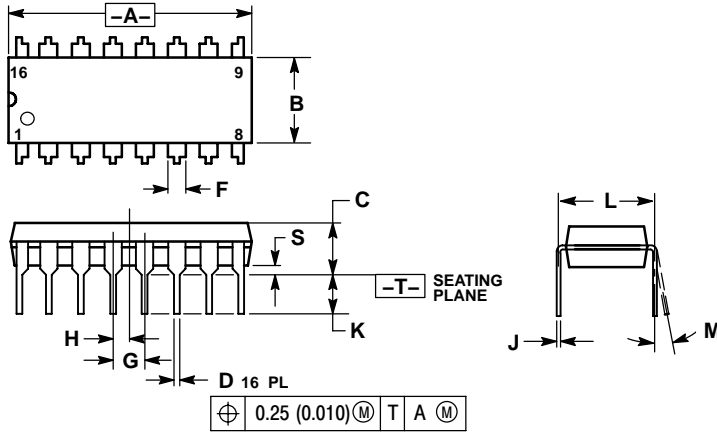 –A–
16 9
B
1 8
F
C
L
S
–T– SEATING
PLANE
K
M
H
J
G
D 16 PL
⌖ 0.25 (0.010) Ⓜ T A Ⓜ